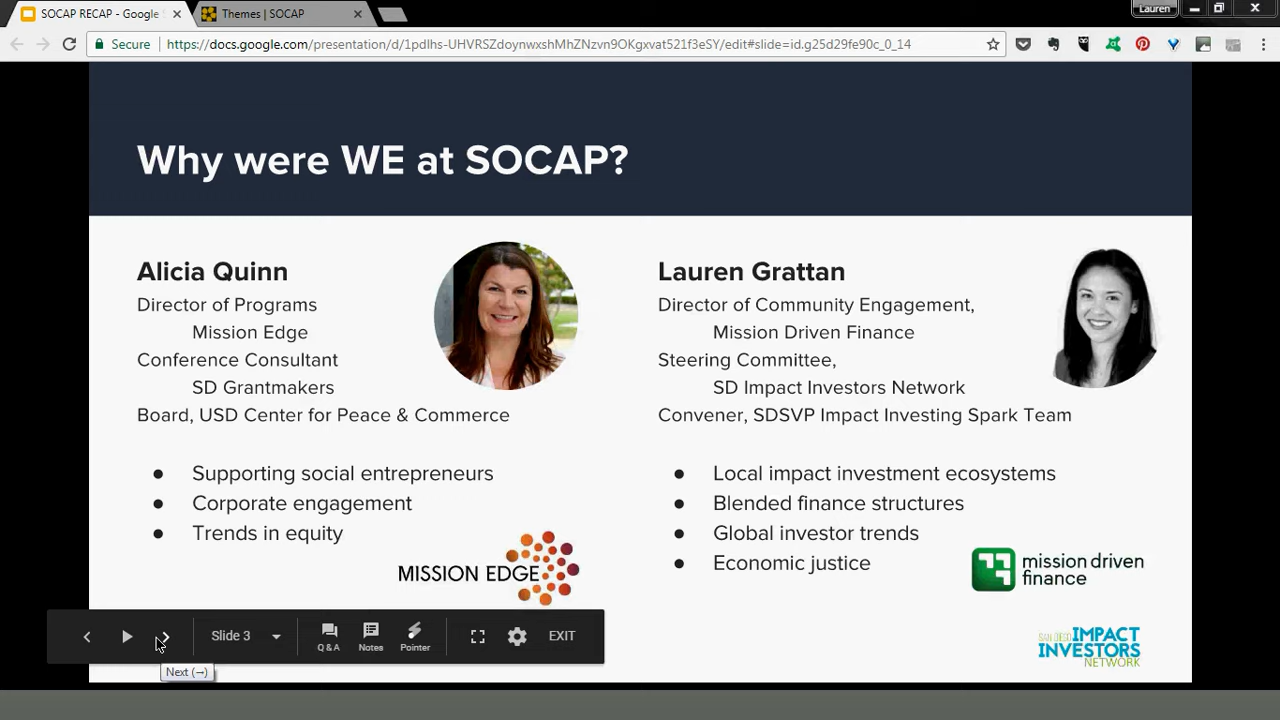 SOCAP RECAP - Google
Themes | SOCAP
Lauren
Secure
https://docs.google.com/presentation/d/1pdlhs-UHVRSZdoynwxshMhZNzvn9OKgxvat521f3eSY/edit#slide=id.g25d29fe90c_0_14
Why were WE at SOCAP?
Alicia Quinn
Director of Programs
Mission Edge
Conference Consultant
SD Grantmakers
Board, USD Center for Peace & Commerce
● Supporting social entrepreneurs
● Corporate engagement
● Trends in equity
MISSION EDGE
Lauren Grattan
Director of Community Engagement,
Mission Driven Finance
Steering Committee,
SD Impact Investors Network
Convener, SDSVP Impact Investing Spark Team
● Local impact investment ecosystems
● Blended finance structures
● Global investor trends
● Economic justice
mission driven
finance
SAN DIEGO IMPACT
INVESTORS
NETWORK
Slide 3
Q & A
Notes
Pointer
EXIT
Next (→)